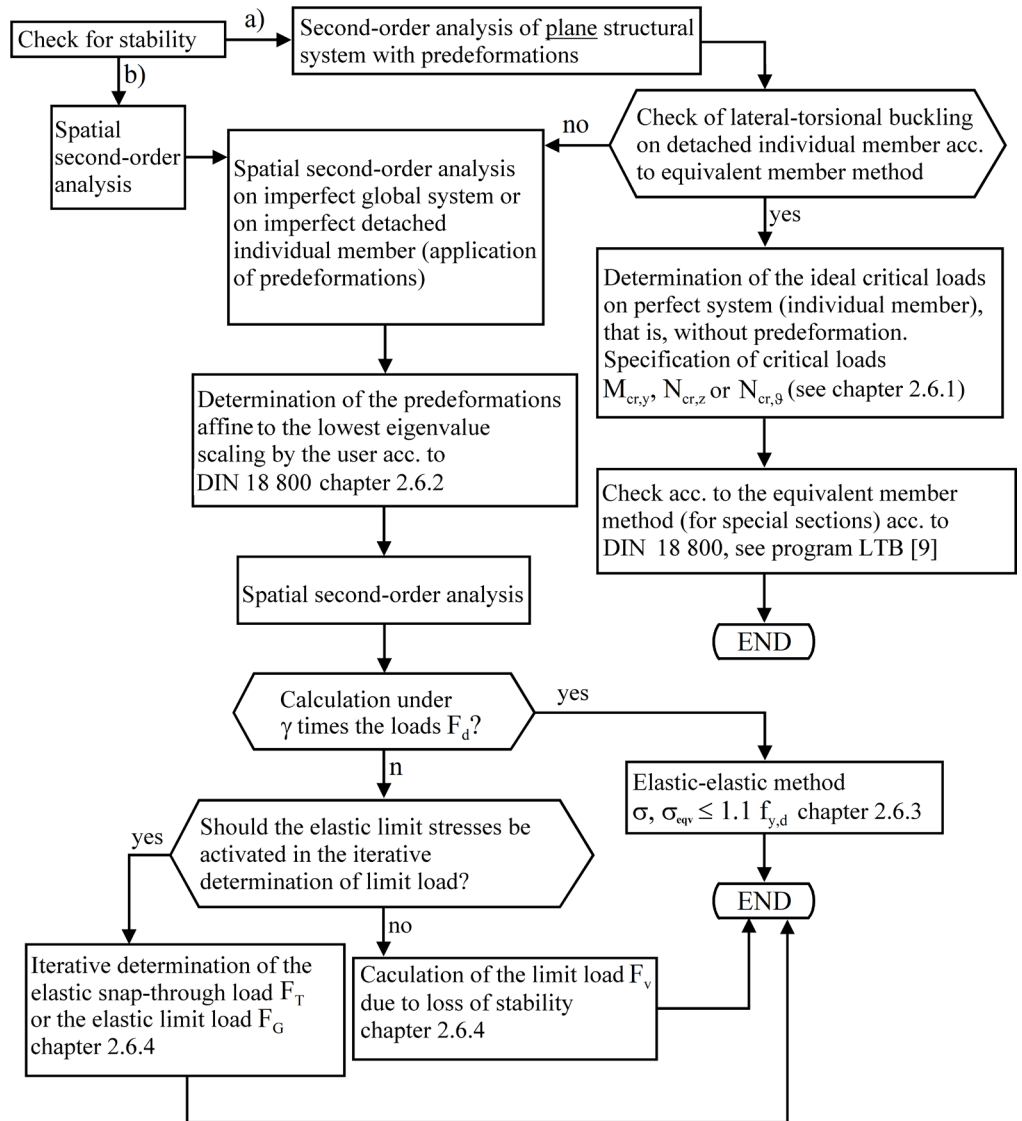 Check for stability
a)
Second-order analysis of plane structural
system with predeformations
b)
Spatial
second-order
analysis
no
Check of lateral-torsional buckling
on detached individual member acc.
to equivalent member method
Spatial second-order analysis
on imperfect global system or
on imperfect detached
individual member (application
of predeformations)
yes
Determination of the ideal critical loads
on perfect system (individual member),
that is, without predeformation.
Specification of critical loads
M_cr,y, N_cr,z or N_cr,ϑ (see chapter 2.6.1)
Determination of the predeformations
affine to the lowest eigenvalue
scaling by the user acc. to
DIN 18 800 chapter 2.6.2
Check acc. to the equivalent member
method (for special sections) acc. to
DIN 18 800, see program LTB [9]
Spatial second-order analysis
END
Calculation under
γ times the loads F_d?
yes
n
Elastic-elastic method
σ, σ_eqv ≤ 1.1 f_y,d chapter 2.6.3
Should the elastic limit stresses be
activated in the iterative
determination of limit load?
yes
END
no
Iterative determination of the
elastic snap-through load F_T
or the elastic limit load F_G
chapter 2.6.4
Caculation of the limit load F_v
due to loss of stability
chapter 2.6.4